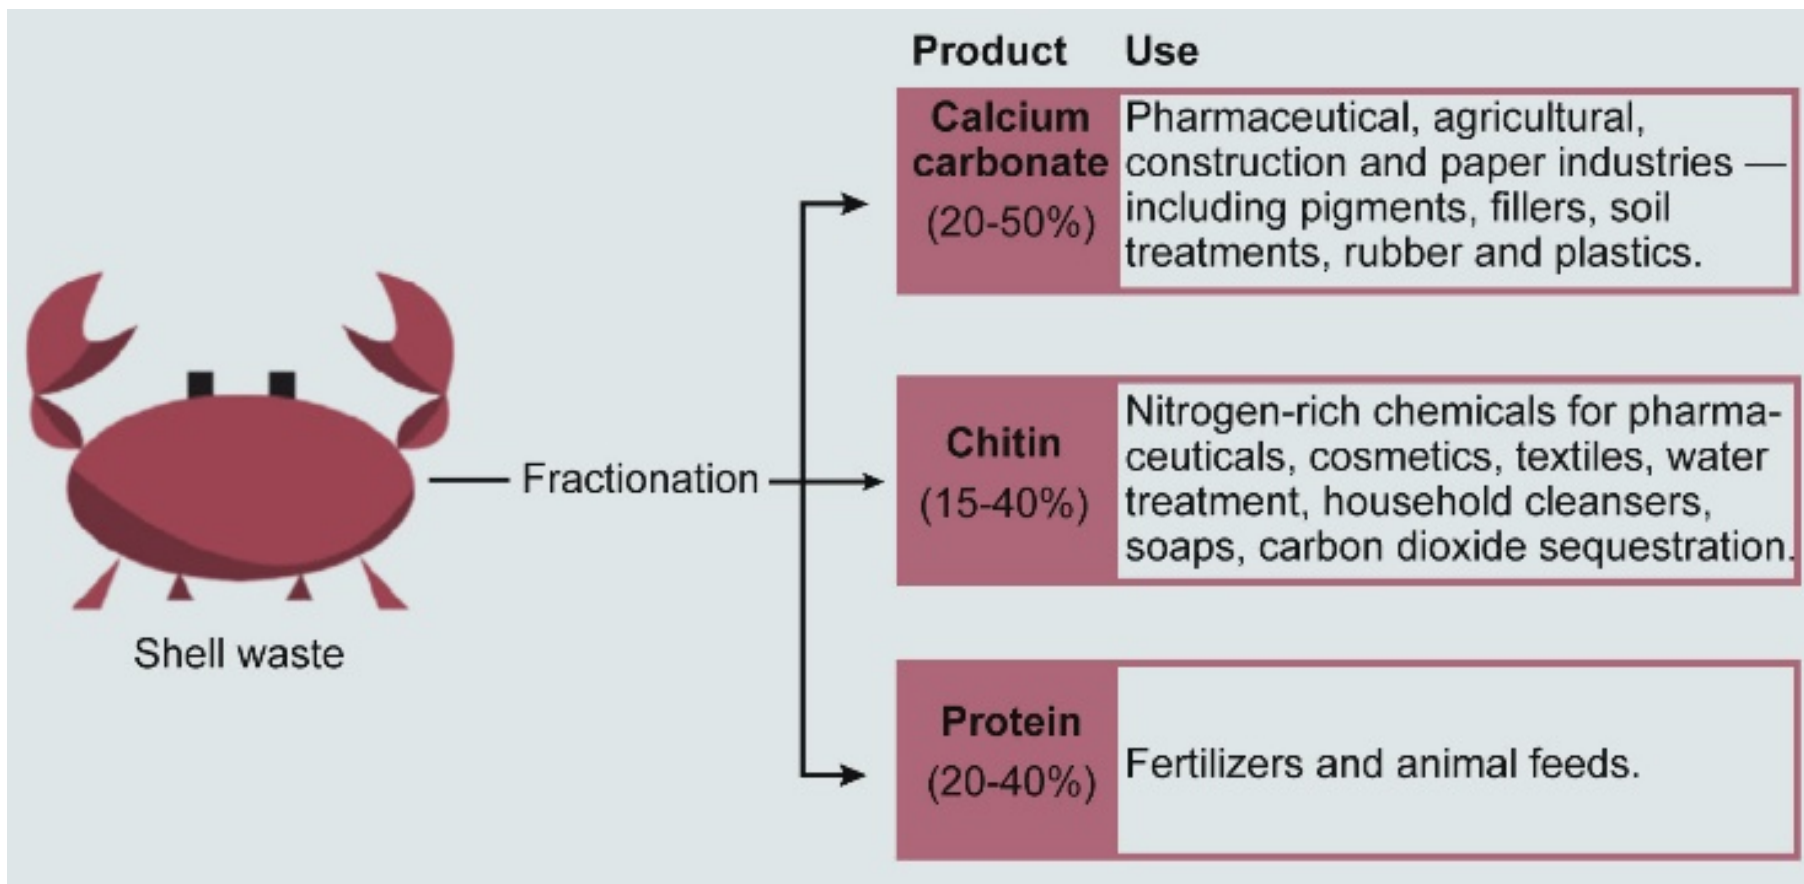 Product Use
Calcium
carbonate
(20-50%)
Pharmaceutical, agricultural,
construction and paper industries —
including pigments, fillers, soil
treatments, rubber and plastics.
Shell waste
Fractionation
Chitin
(15-40%)
Nitrogen-rich chemicals for pharma-
ceuticals, cosmetics, textiles, water
treatment, household cleansers,
soaps, carbon dioxide sequestration.
Protein
(20-40%)
Fertilizers and animal feeds.